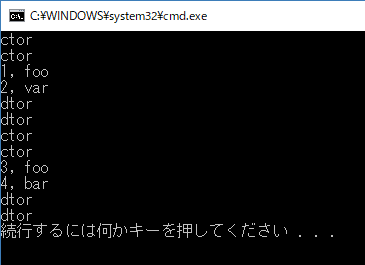 C:¥WINDOWS¥system32¥cmd.exe
ctor
ctor
1, foo
2, var
dtor
dtor
ctor
ctor
3, foo
4, bar
dtor
dtor
続行するには何かキーを押してください . . .